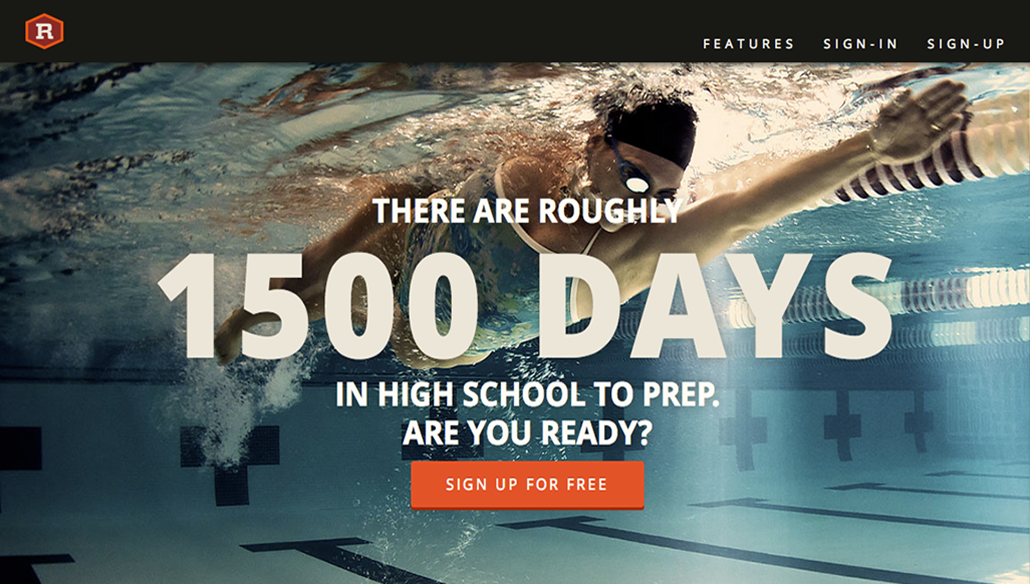 R
FEATURES SIGN-IN SIGN-UP
THERE ARE ROUGHLY
1500 DAYS
IN HIGH SCHOOL TO PREP.
ARE YOU READY?
SIGN UP FOR FREE